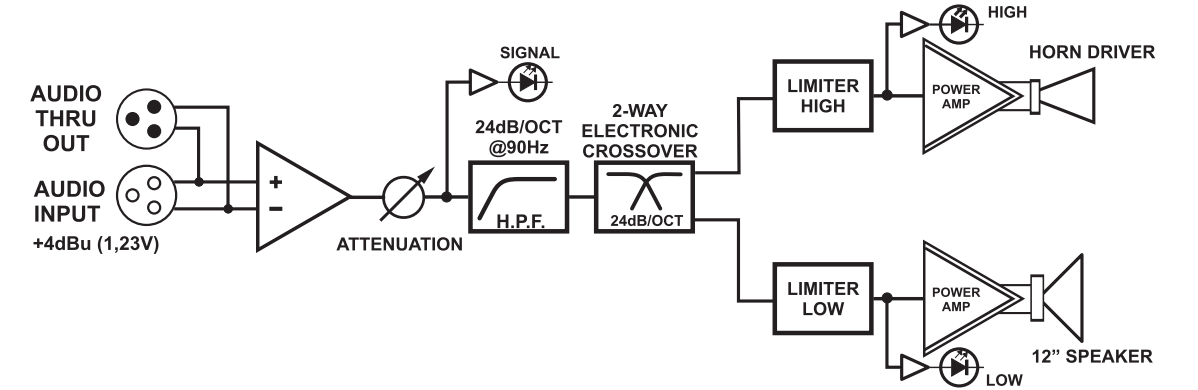 AUDIO
THRU
OUT
AUDIO
INPUT
+4dBu (1,23V)
+
−
ATTENUATION
SIGNAL
24dB/OCT
@90Hz
H.P.F.
2-WAY
ELECTRONIC
CROSSOVER
24dB/OCT
LIMITER
HIGH
HIGH
POWER
AMP
HORN DRIVER
LIMITER
LOW
POWER
AMP
12” SPEAKER
LOW